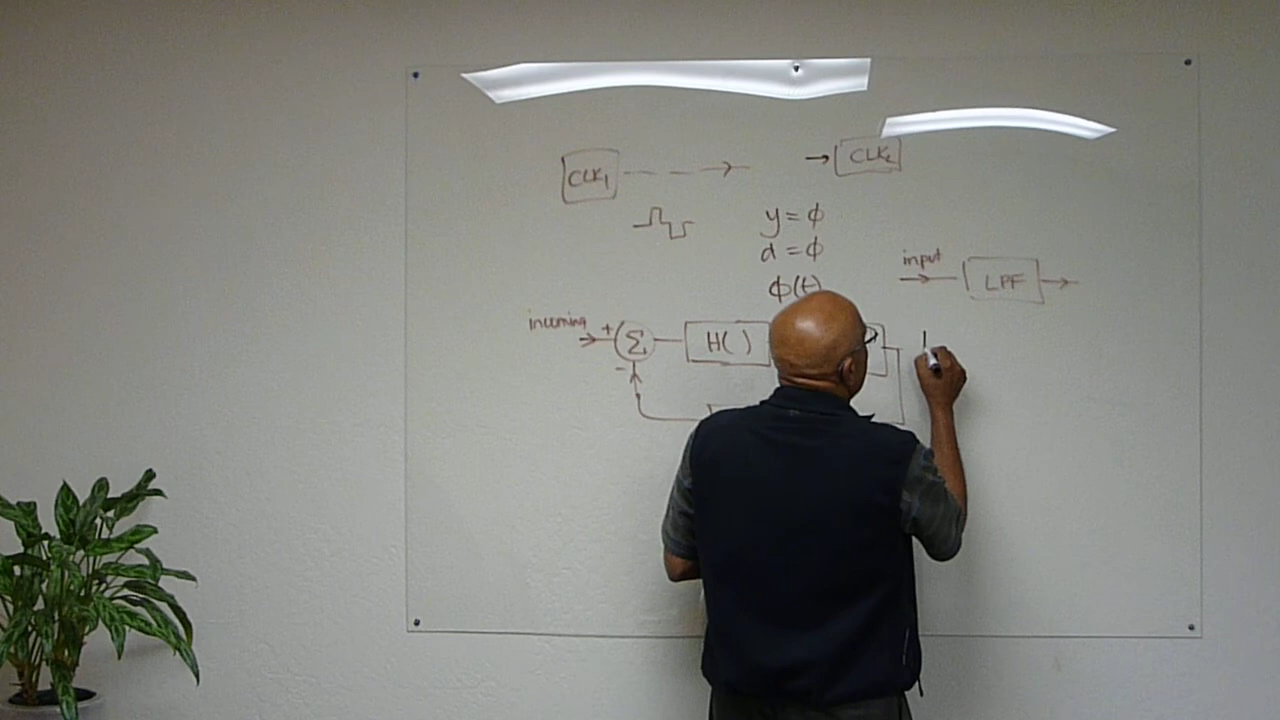 CLK₁
CLK₂
y = ϕ
d = ϕ
input
LPF
ϕ(t)
incoming
+
Σ
H( )
-